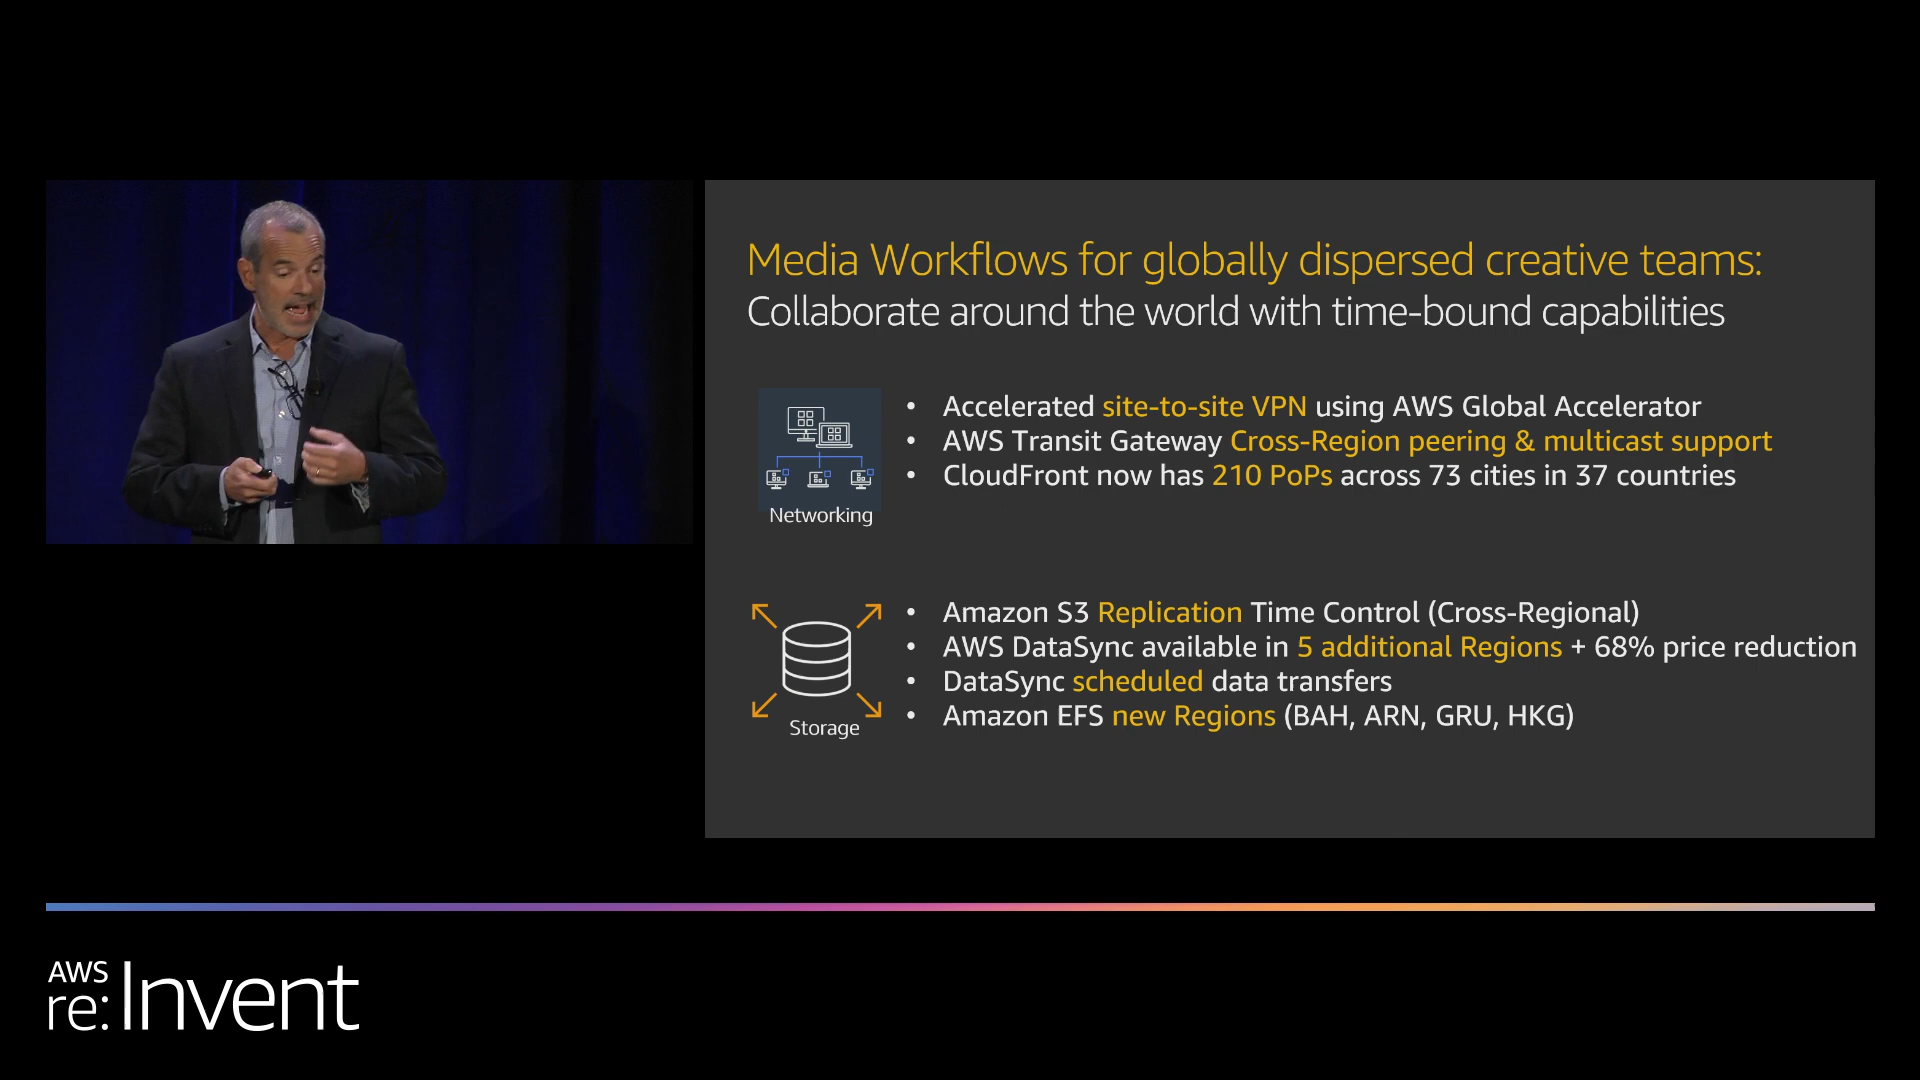 Media Workflows for globally dispersed creative teams:
Collaborate around the world with time-bound capabilities
• Accelerated site-to-site VPN using AWS Global Accelerator
• AWS Transit Gateway Cross-Region peering & multicast support
• CloudFront now has 210 PoPs across 73 cities in 37 countries
Networking
• Amazon S3 Replication Time Control (Cross-Regional)
• AWS DataSync available in 5 additional Regions + 68% price reduction
• DataSync scheduled data transfers
• Amazon EFS new Regions (BAH, ARN, GRU, HKG)
Storage
AWS
re:Invent